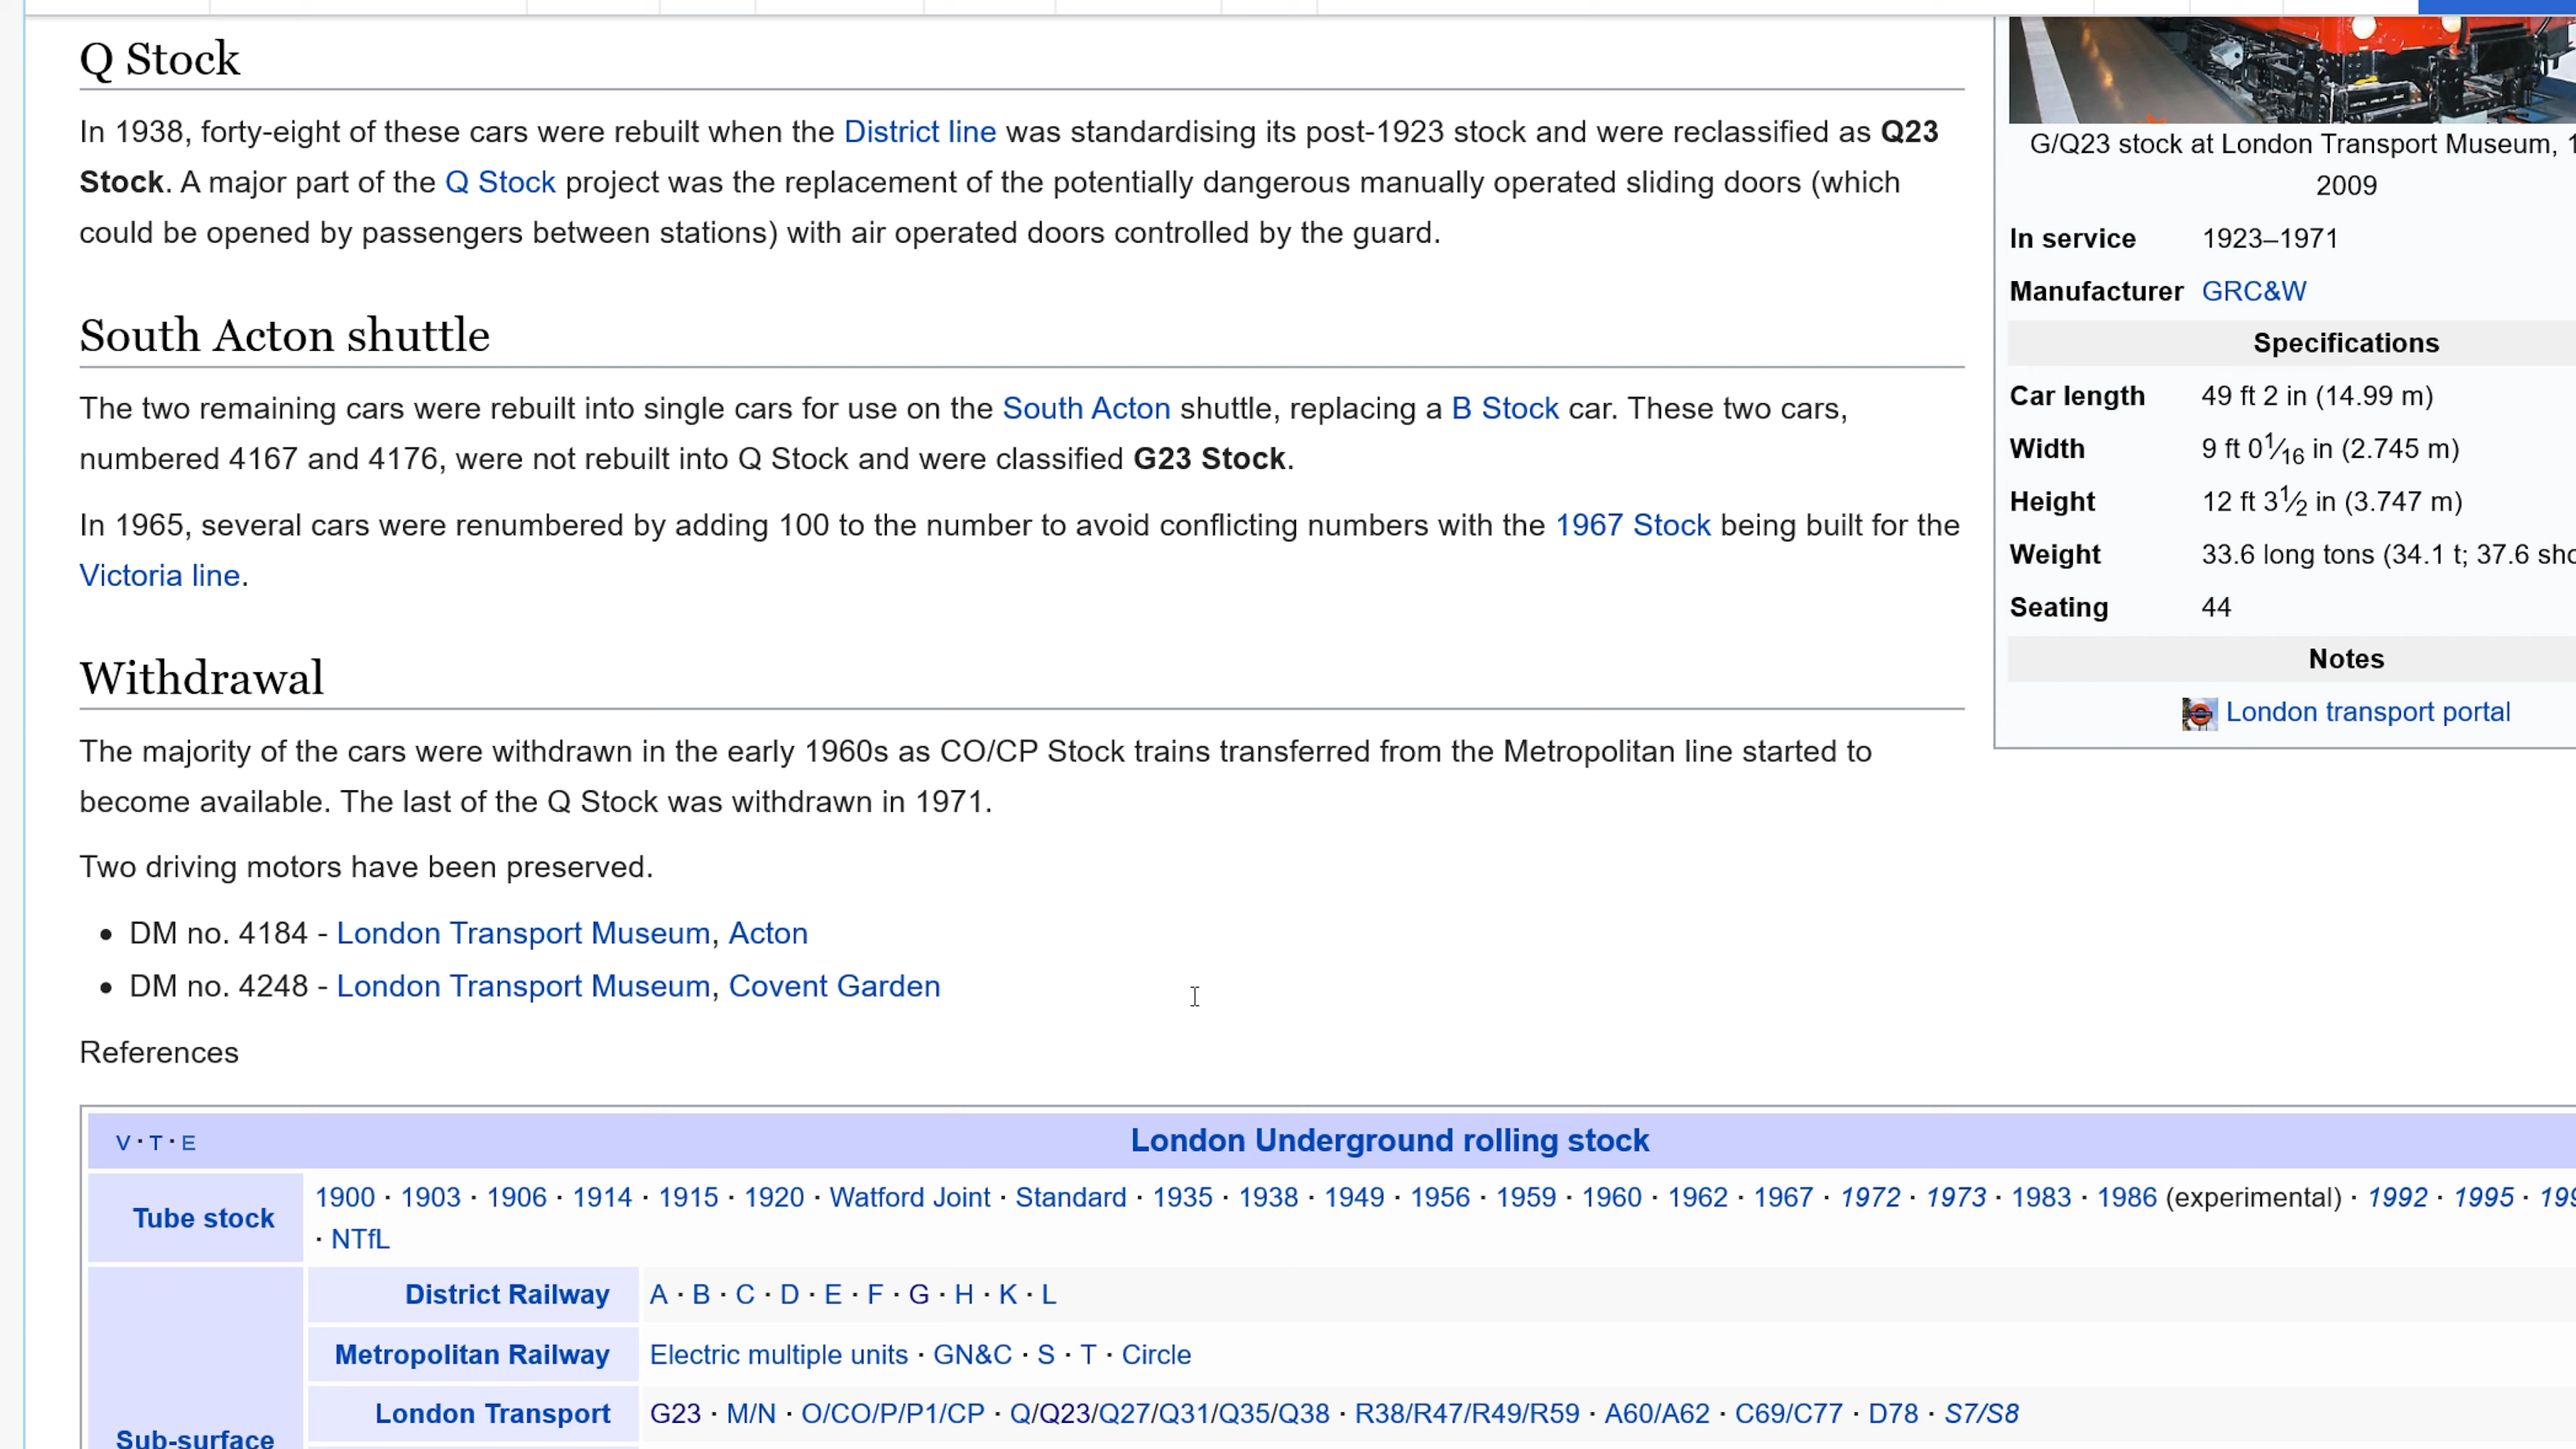 Q Stock
In 1938, forty-eight of these cars were rebuilt when the District line was standardising its post-1923 stock and were reclassified as Q23
Stock. A major part of the Q Stock project was the replacement of the potentially dangerous manually operated sliding doors (which
could be opened by passengers between stations) with air operated doors controlled by the guard.
South Acton shuttle
The two remaining cars were rebuilt into single cars for use on the South Acton shuttle, replacing a B Stock car. These two cars,
numbered 4167 and 4176, were not rebuilt into Q Stock and were classified G23 Stock.
In 1965, several cars were renumbered by adding 100 to the number to avoid conflicting numbers with the 1967 Stock being built for the
Victoria line.
Withdrawal
The majority of the cars were withdrawn in the early 1960s as CO/CP Stock trains transferred from the Metropolitan line started to
become available. The last of the Q Stock was withdrawn in 1971.
Two driving motors have been preserved.
• DM no. 4184 - London Transport Museum, Acton
• DM no. 4248 - London Transport Museum, Covent Garden
References
G/Q23 stock at London Transport Museum,
2009
In service 1923–1971
Manufacturer GRC&W
Specifications
Car length 49 ft 2 in (14.99 m)
Width 9 ft 0 1⁄16 in (2.745 m)
Height 12 ft 3 1⁄2 in (3.747 m)
Weight 33.6 long tons (34.1 t; 37.6
Seating 44
Notes
London transport portal
V · T · E London Underground rolling stock
Tube stock 1900 · 1903 · 1906 · 1914 · 1915 · 1920 · Watford Joint · Standard · 1935 · 1938 · 1949 · 1956 · 1959 · 1960 · 1962 · 1967 · 1972 · 1973 · 1983 · 1986 (experimental) · 1992 · 1995 ·
· NTfL
District Railway A · B · C · D · E · F · G · H · K · L
Metropolitan Railway Electric multiple units · GN&C · S · T · Circle
London Transport G23 · M/N · O/CO/P/P1/CP · Q/Q23/Q27/Q31/Q35/Q38 · R38/R47/R49/R59 · A60/A62 · C69/C77 · D78 · S7/S8
Sub-surface